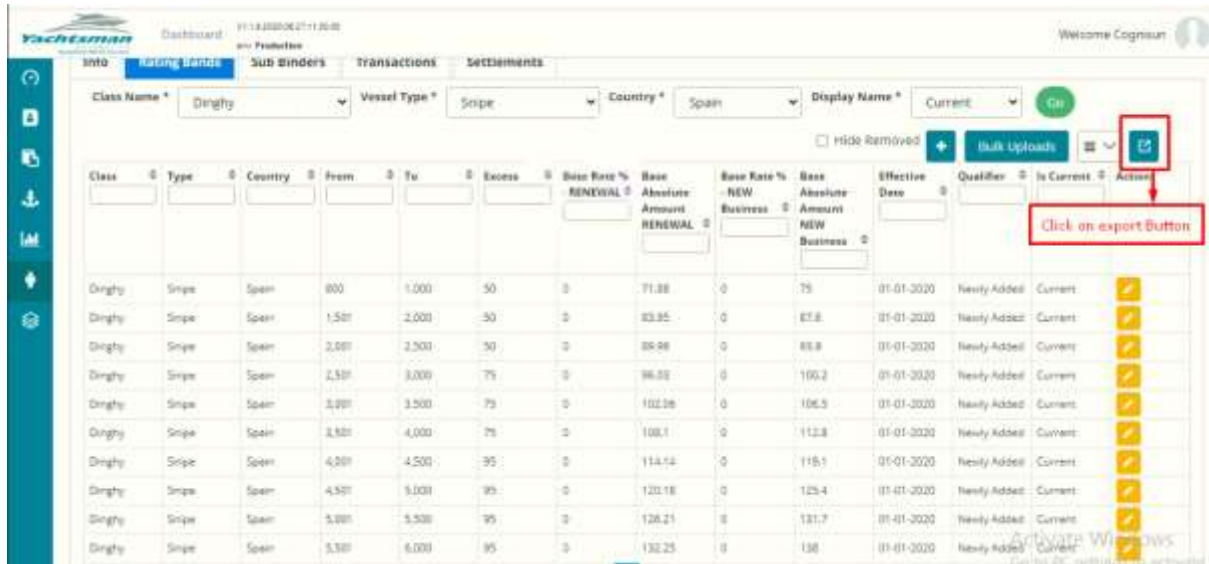 Yachtsman
Dashboard
env Production
Welcome Cognisun
Info Rating Bands Sub Binders Transactions Settlements
Class Name * Dinghy Vessel Type * Snipe Country * Spain Display Name * Current Go
Hide Removed + Bulk Uploads
Class Type Country From To Excess Base Rate % RENEWAL Base Absolute Amount RENEWAL Base Rate % - NEW Business Base Absolute Amount NEW Business Effective Date Qualifier Is Current Action
Click on export Button
Dinghy Snipe Spain 1,000 50 0 71.88 0 75 01-01-2020 Newly Added Current
Dinghy Snipe Spain 1,501 2,000 50 0 0 01-01-2020 Newly Added Current
Dinghy Snipe Spain 2,001 2,500 50 0 0 01-01-2020 Newly Added Current
Dinghy Snipe Spain 2,501 3,000 75 0 0 100.2 01-01-2020 Newly Added Current
Dinghy Snipe Spain 3,001 3,500 75 0 0 106.5 01-01-2020 Newly Added Current
Dinghy Snipe Spain 3,501 4,000 75 0 108.1 0 112.8 01-01-2020 Newly Added Current
Dinghy Snipe Spain 4,001 4,500 95 0 114.14 0 119.1 01-01-2020 Newly Added Current
Dinghy Snipe Spain 4,501 5,000 95 0 120.18 0 125.4 01-01-2020 Newly Added Current
Dinghy Snipe Spain 5,001 5,500 95 0 126.21 0 131.7 01-01-2020 Newly Added Current
Dinghy Snipe Spain 5,501 6,000 95 0 132.25 0 138 01-01-2020 Newly Added Current
Activate Windows